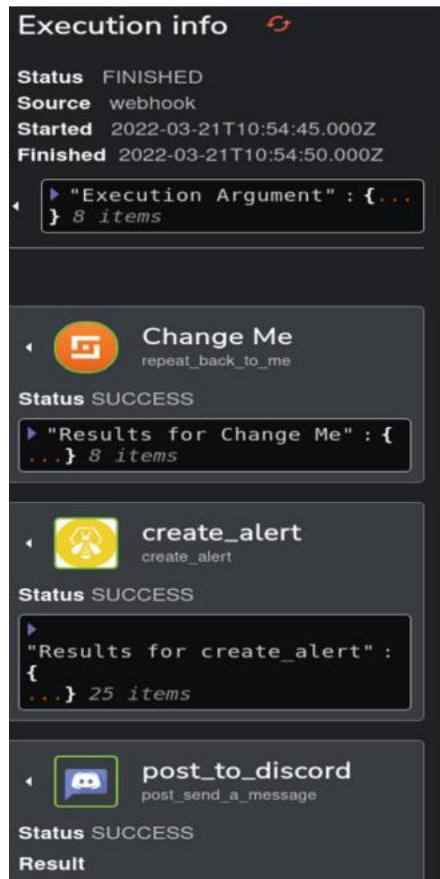 Execution info
Status FINISHED
Source webhook
Started 2022-03-21T10:54:45.000Z
Finished 2022-03-21T10:54:50.000Z
"Execution Argument" : {...
} 8 items
Change Me
repeat_back_to_me
Status SUCCESS
"Results for Change Me" : {
...} 8 items
create_alert
create_alert
Status SUCCESS
"Results for create_alert" :
{
...} 25 items
post_to_discord
post_send_a_message
Status SUCCESS
Result